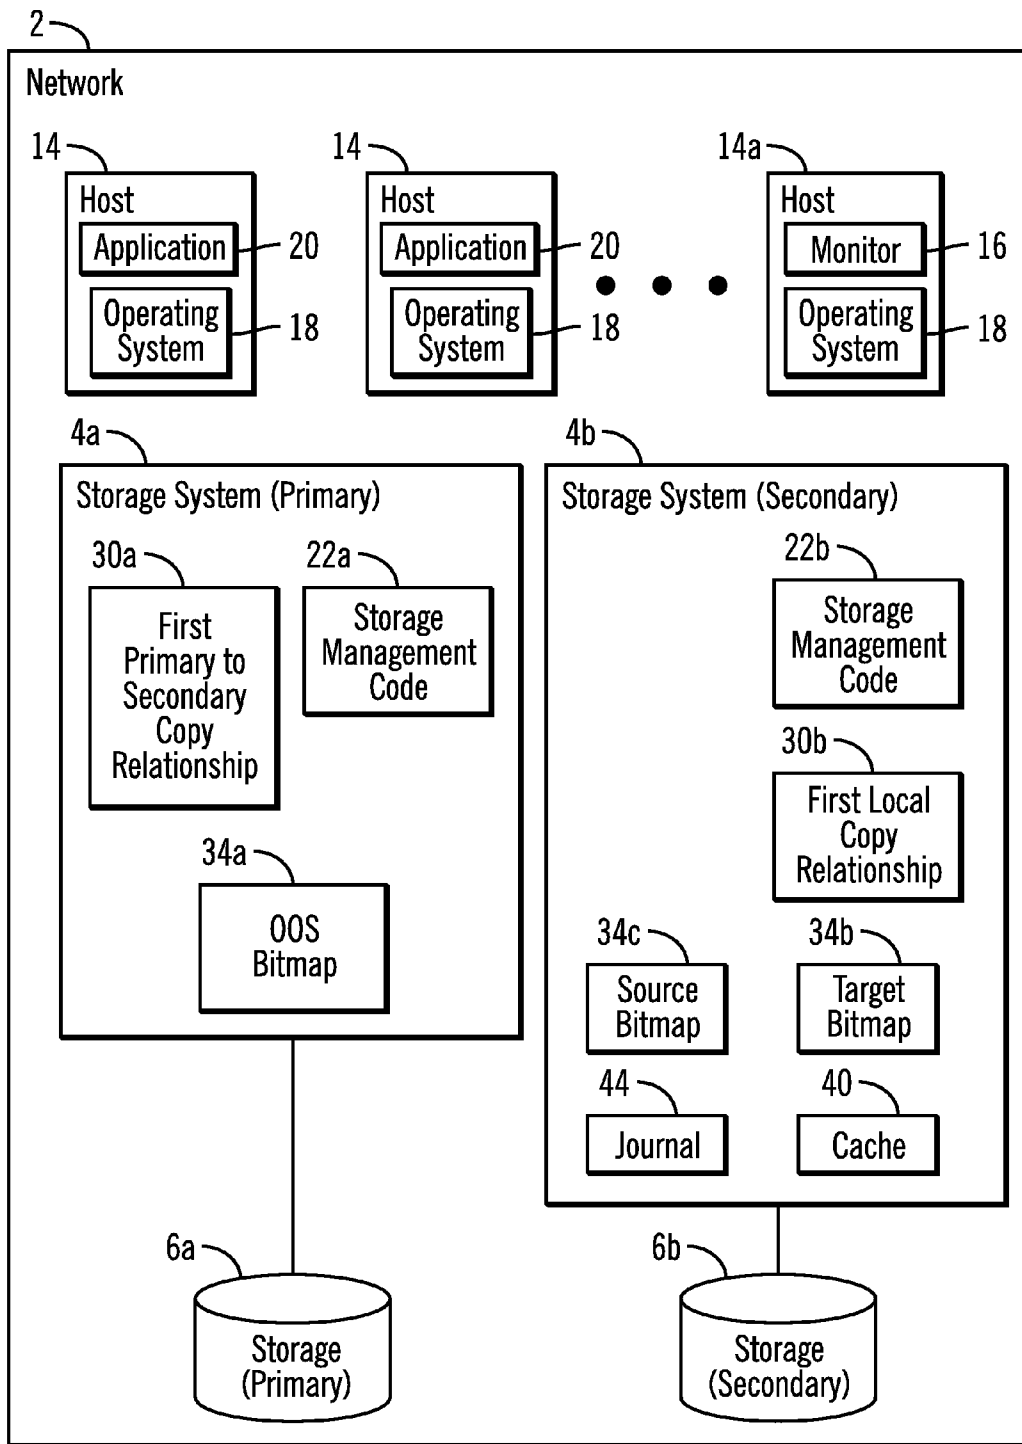 2
Network
14
14
14a
Host
Host
Host
Application
20
Application
20
Monitor
16
Operating
System
18
Operating
System
18
Operating
System
18
4a
4b
Storage System (Primary)
Storage System (Secondary)
30a
22a
22b
First
Primary to
Secondary
Copy
Relationship
Storage
Management
Code
Storage
Management
Code
30b
First Local
Copy
Relationship
34a
OOS
Bitmap
34c
34b
Source
Bitmap
Target
Bitmap
44
40
Journal
Cache
6a
6b
Storage
(Primary)
Storage
(Secondary)